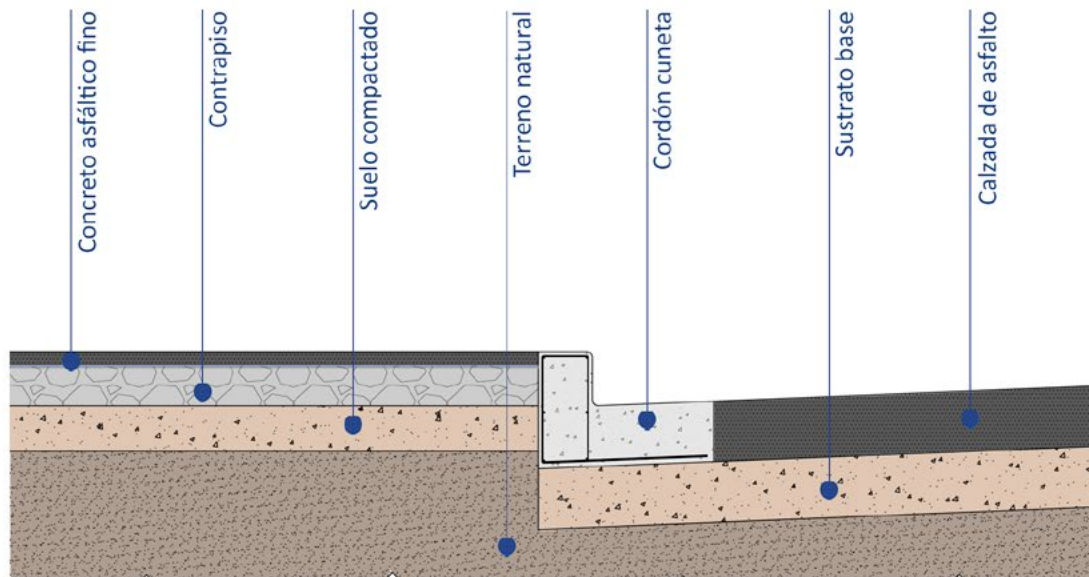 Concreto asfáltico fino
Contrapiso
Suelo compactado
Terreno natural
Cordón cuneta
Sustrato base
Calzada de asfalto